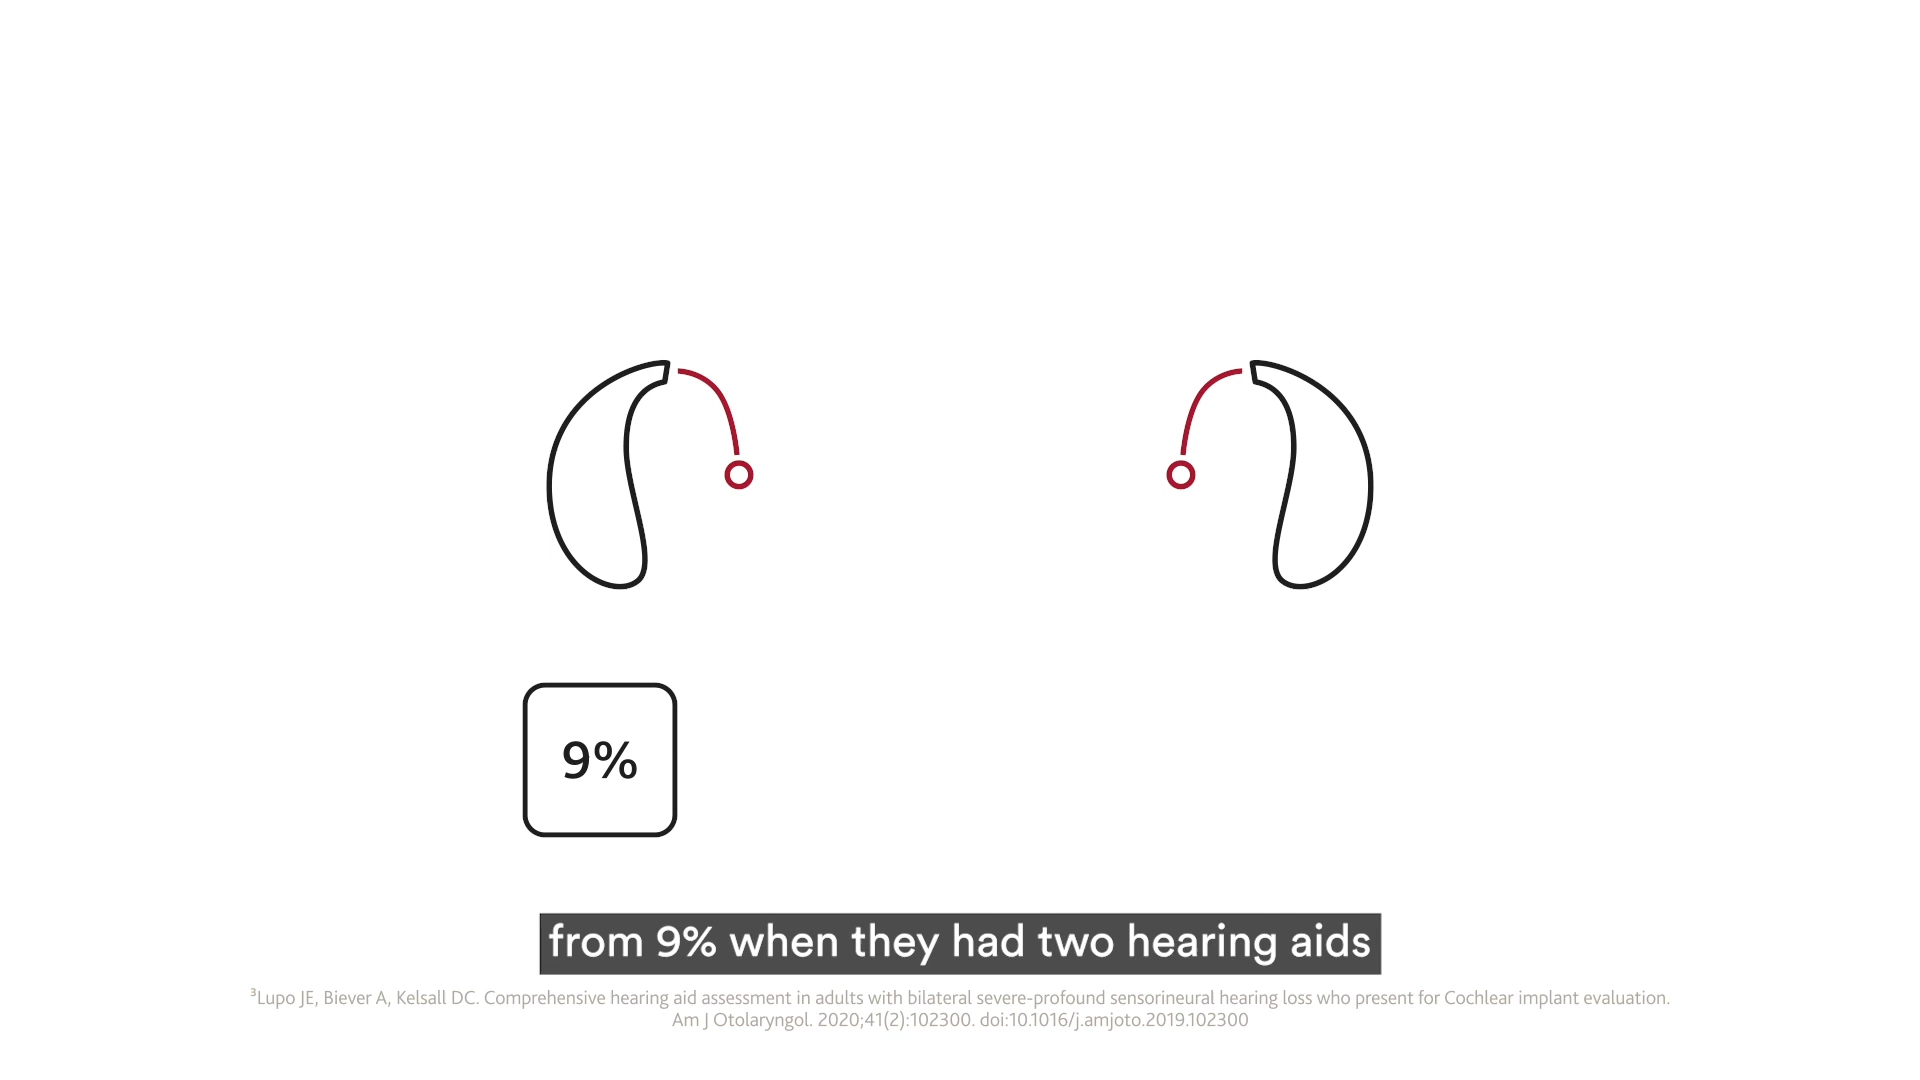 9%
from 9% when they had two hearing aids
³Lupo JE, Biever A, Kelsall DC. Comprehensive hearing aid assessment in adults with bilateral severe-profound sensorineural hearing loss who present for Cochlear implant evaluation.
Am J Otolaryngol. 2020;41(2):102300. doi:10.1016/j.amjoto.2019.102300